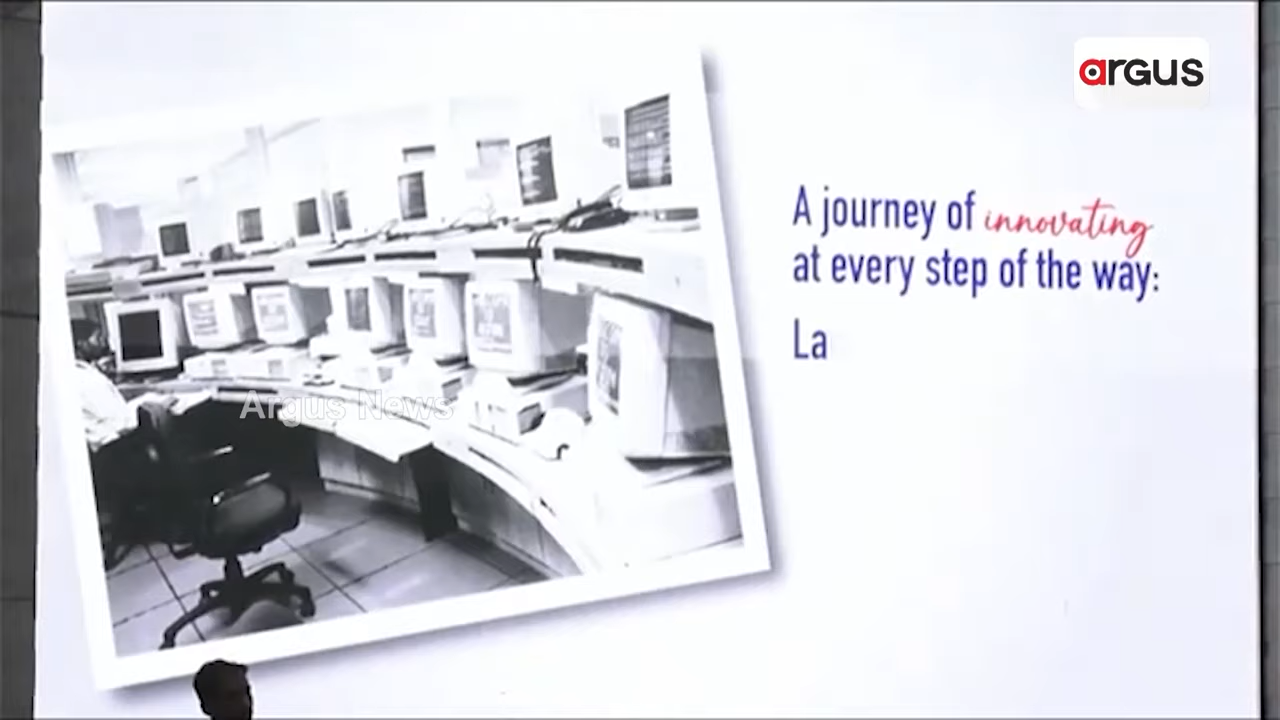 argus
A journey of innovating
at every step of the way:
La
Argus News